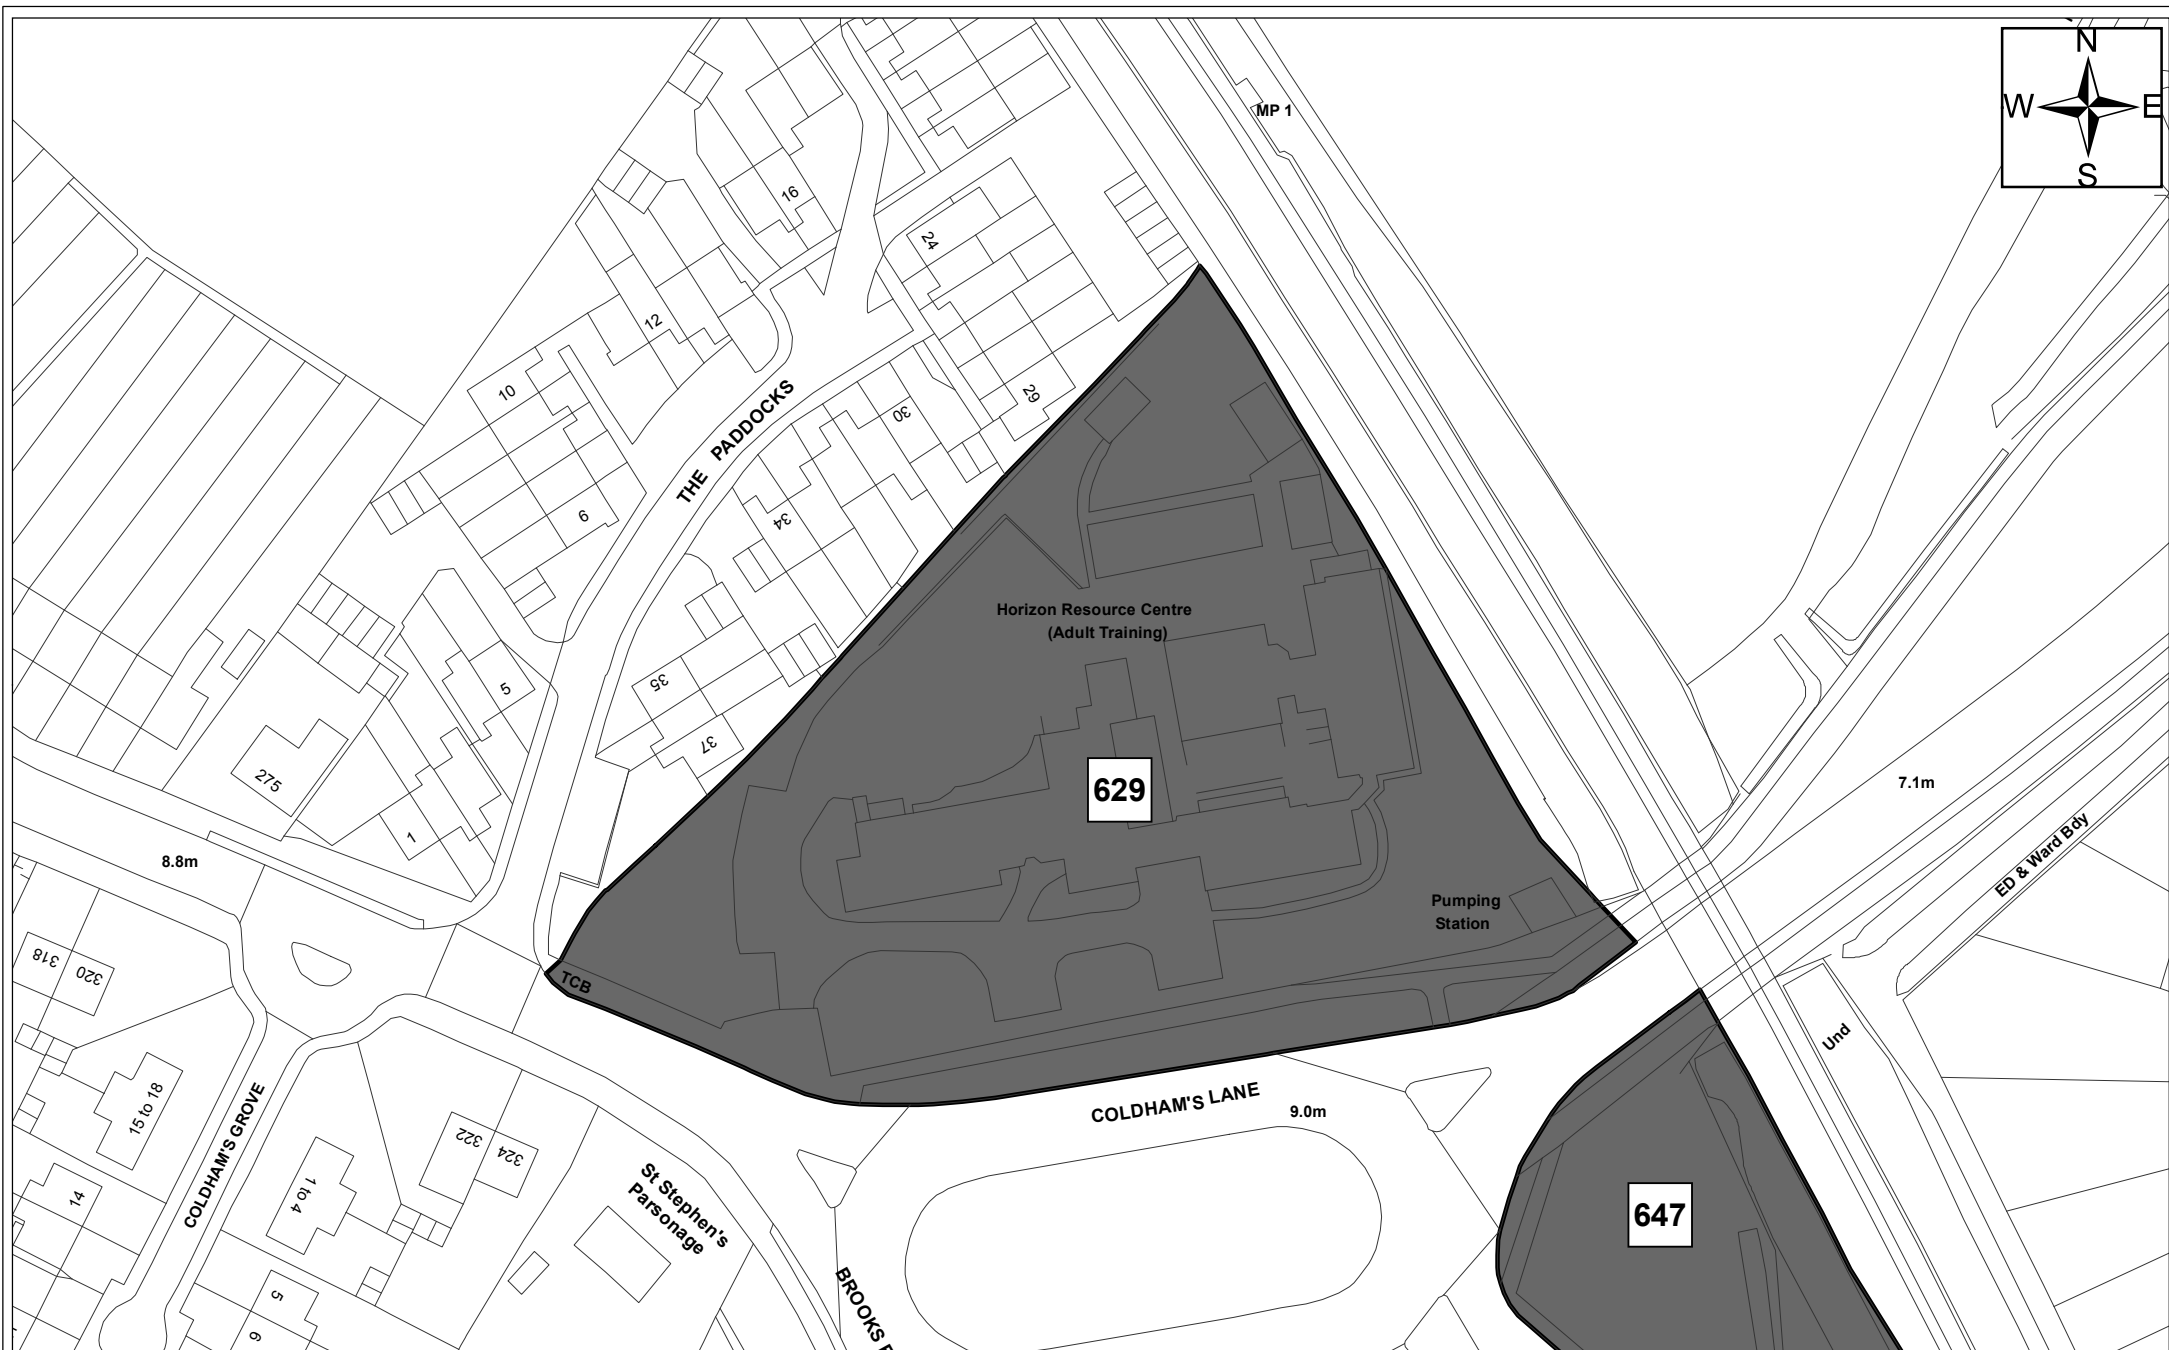 N
W E
S
MP 1
16
24
12
10
29
30
THE PADDOCKS
6
34
Horizon Resource Centre
(Adult Training)
35
5
37
275
629
1
7.1m
ED & Ward Bdy
8.8m
Pumping
Station
318
320
TCB
Und
15 to 18
COLDHAM'S GROVE
COLDHAM'S LANE
9.0m
322
324
14
1 to 4
St Stephen's
Parsonage
647
BROOKS
5
6